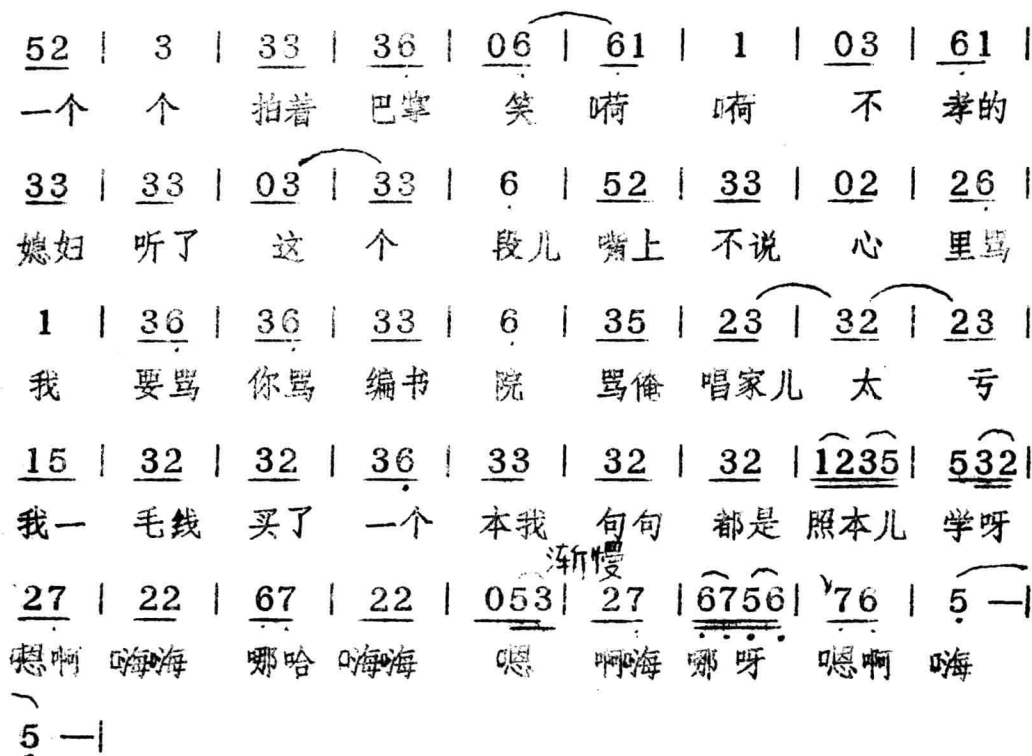 52 | 3 | 33 | 36 | 06 | 61 | 1 | 03 | 61 |
一个 个 拍着 巴掌 笑 嗬 嗬 不 孝的
33 | 33 | 03 | 33 | 6 | 52 | 33 | 02 | 26 |
媳妇 听了 这 个 段儿 嘴上 不说 心 里骂
1 | 36 | 36 | 33 | 6 | 35 | 23 | 32 | 23 |
我 要骂 你骂 编书 院 骂俺 唱家儿 太 亏
15 | 32 | 32 | 36 | 33 | 32 | 32 | 1235 | 532 |
我一 毛钱 买了 一个 本我 句句 都是 照本儿 学呀
渐慢
27 | 22 | 67 | 22 | 053 | 27 | 6756 | 76 | 5 — |
嗯啊 嗨嗨 哪哈 嗨嗨 嗯 啊嗨 哪呀 嗯啊 嗨
5 — |